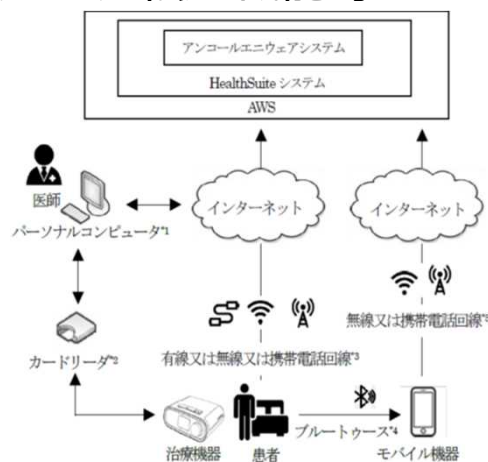 アンコールエニウェアシステム
HealthSuite システム
AWS
医師
パーソナルコンピュータ*1
インターネット
インターネット
カードリーダ*2
有線又は無線又は携帯電話回線*3
無線又は携帯電話回線*3
治療機器
患者
ブルートゥース*4
モバイル機器